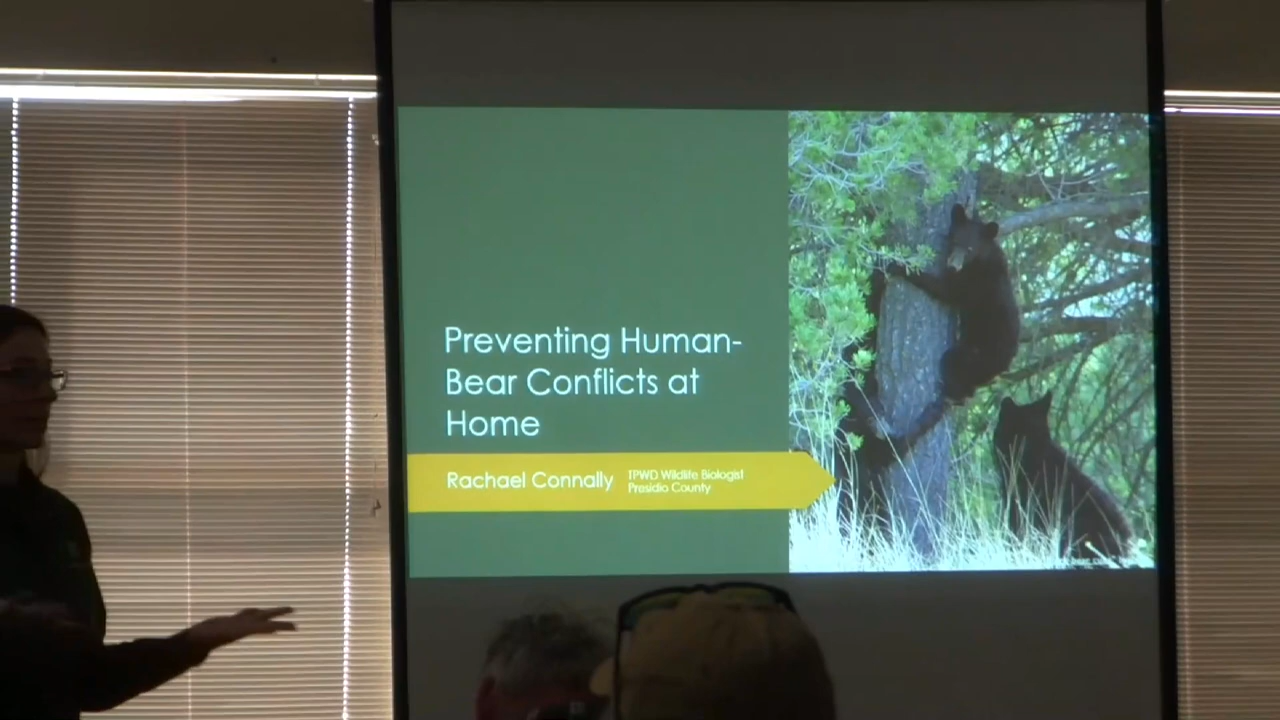 Preventing Human-
Bear Conflicts at
Home
Rachael Connally
TPWD Wildlife Biologist
Presidio County